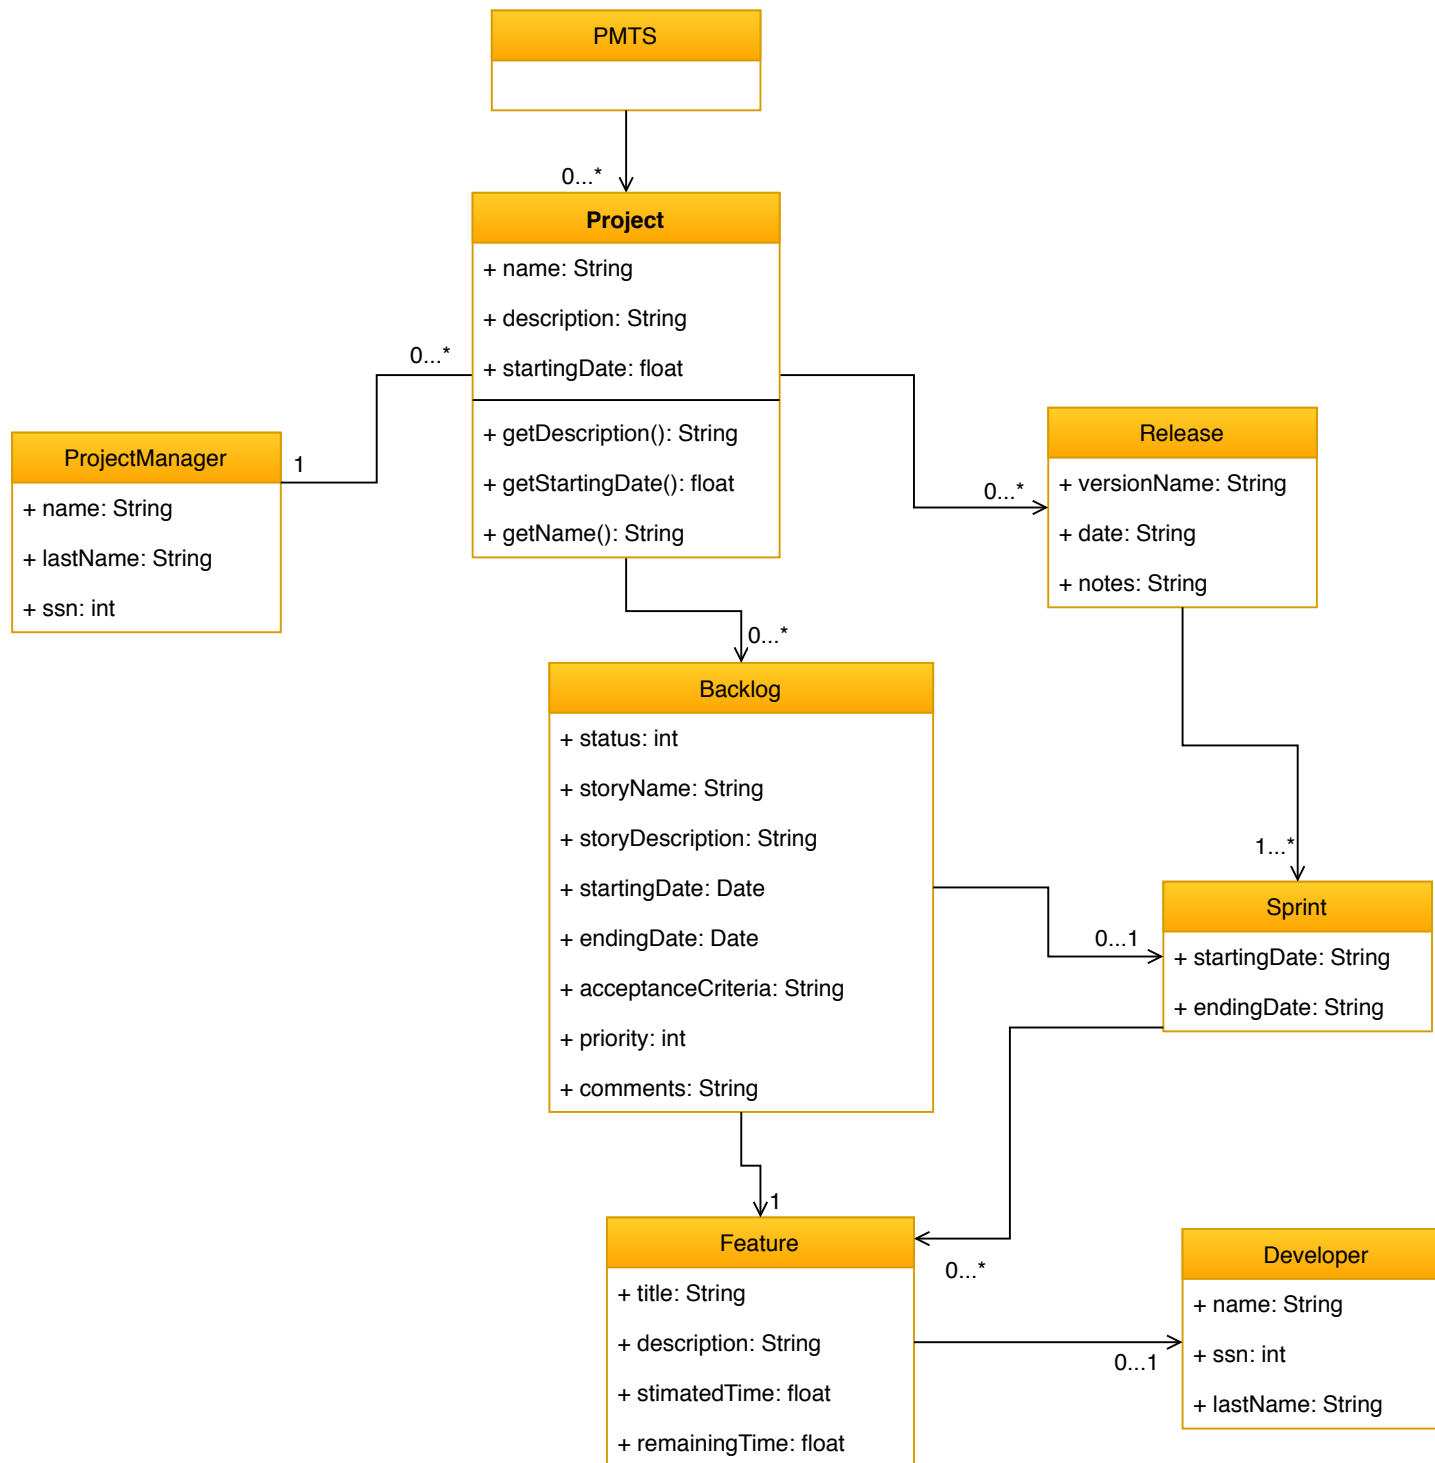 PMTS
0...*
Project
+ name: String
+ description: String
+ startingDate: float
+ getDescription(): String
+ getStartingDate(): float
+ getName(): String
0...*
1
ProjectManager
+ name: String
+ lastName: String
+ ssn: int
0...*
Release
+ versionName: String
+ date: String
+ notes: String
0...*
Backlog
+ status: int
+ storyName: String
+ storyDescription: String
+ startingDate: Date
+ endingDate: Date
+ acceptanceCriteria: String
+ priority: int
+ comments: String
1...*
0...1
Sprint
+ startingDate: String
+ endingDate: String
1
0...*
Feature
+ title: String
+ description: String
+ stimatedTime: float
+ remainingTime: float
0...1
Developer
+ name: String
+ ssn: int
+ lastName: String